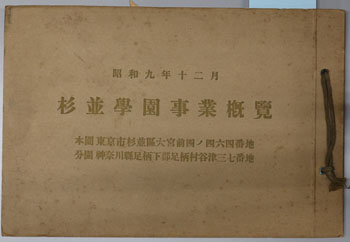 昭和九年十二月
杉並學園事業概覽
本園 東京市杉並區大宮前四ノ四六四番地
分園 神奈川縣足柄下郡足柄村谷津三七番地